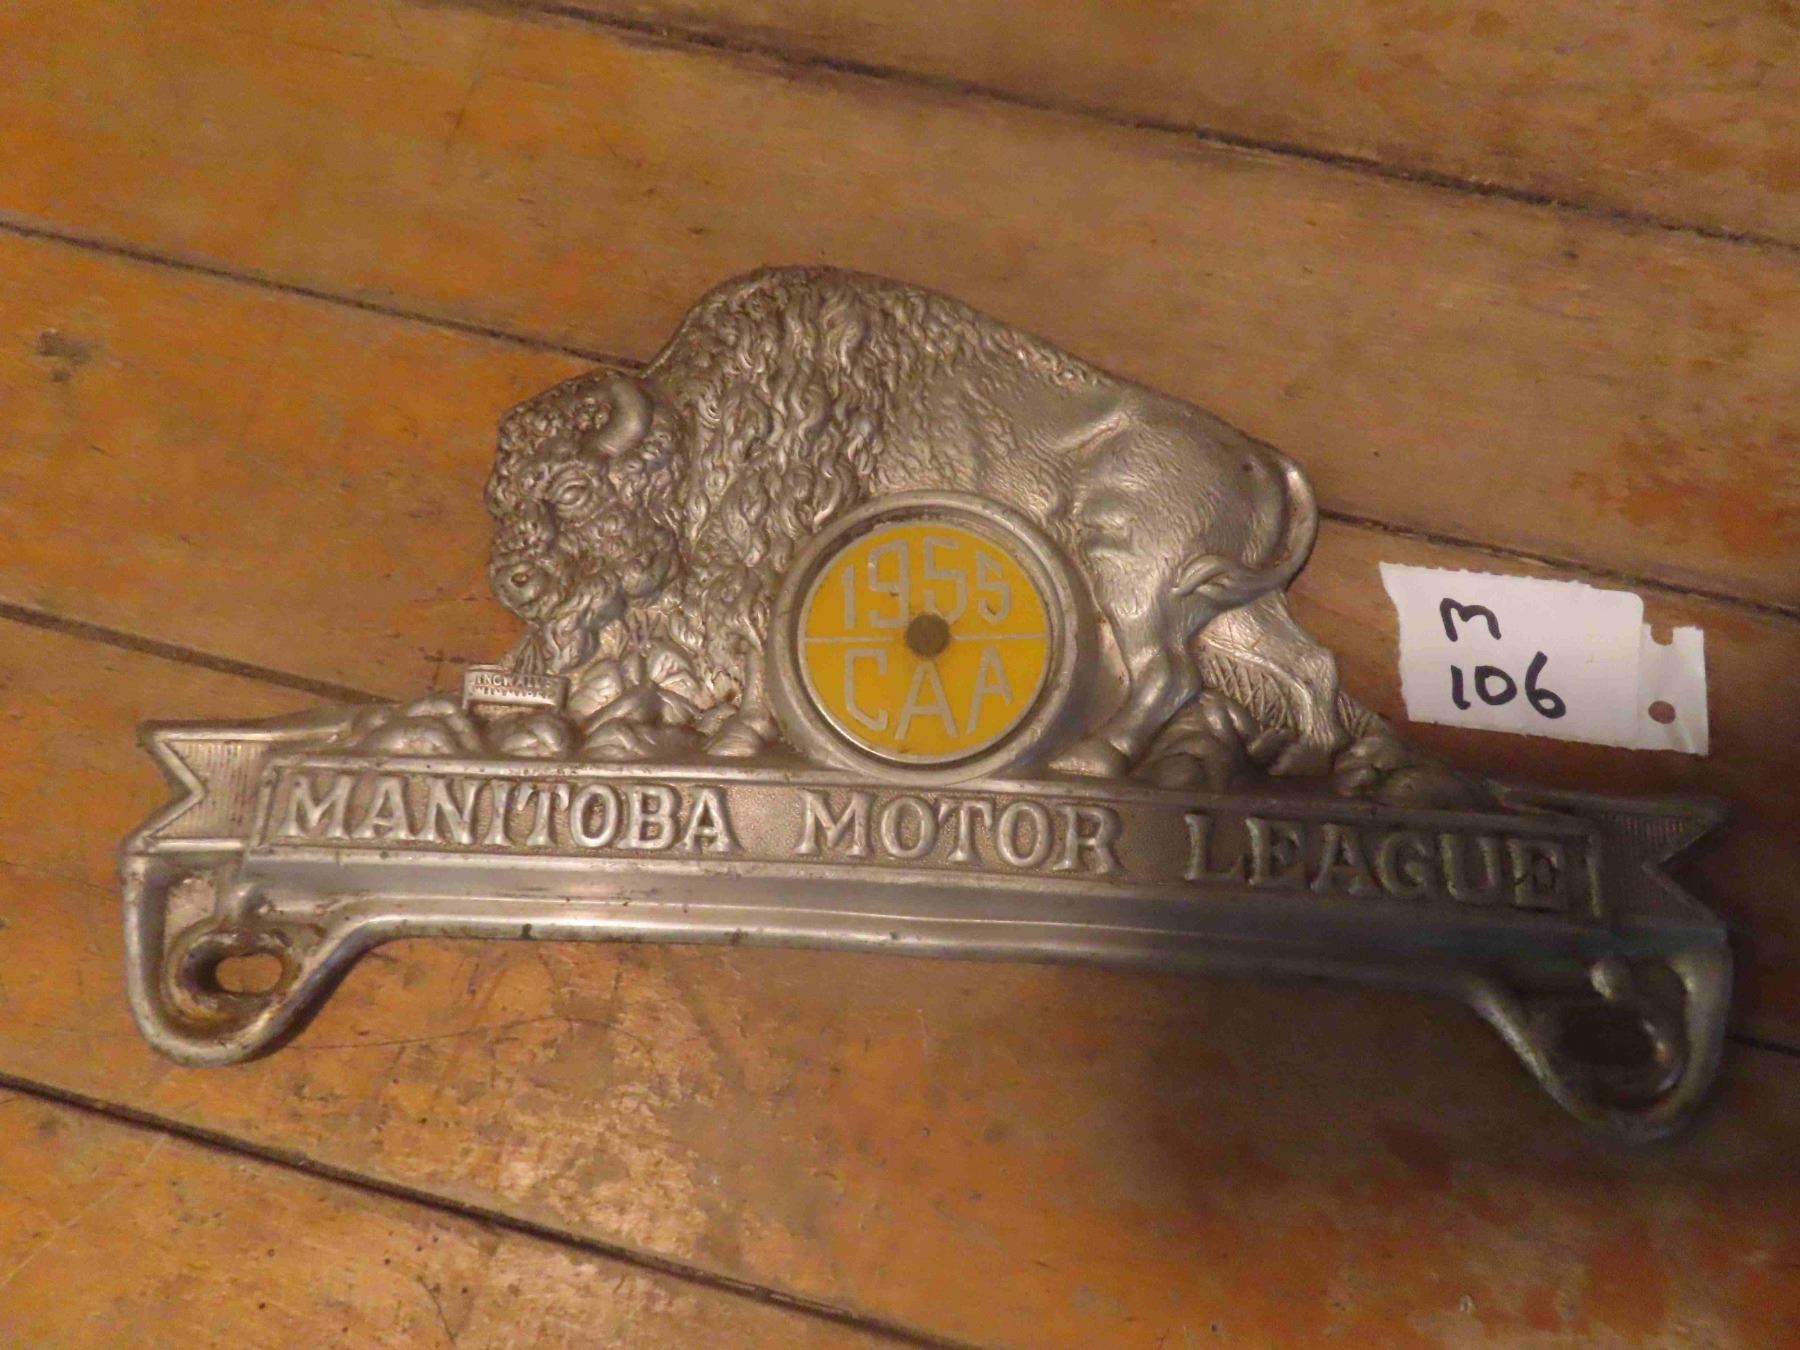 1955
CAA
MANITOBA MOTOR LEAGUE
M
106